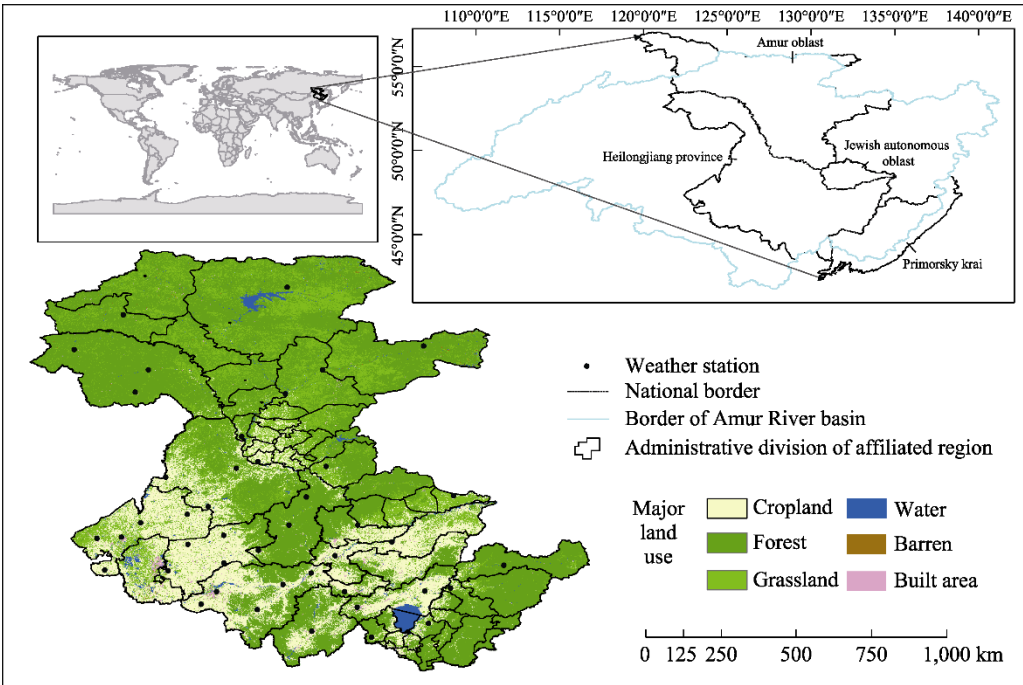 110°0′0″E 115°0′0″E 120°0′0″E 125°0′0″E 130°0′0″E 135°0′0″E 140°0′0″E
55°0′0″N
50°0′0″N
45°0′0″N
Amur oblast
Heilongjiang province
Jewish autonomous
oblast
Primorsky krai
Weather station
National border
Border of Amur River basin
Administrative division of affiliated region
Major
land
use
Cropland
Forest
Grassland
Water
Barren
Built area
0 125 250 500 750 1,000 km